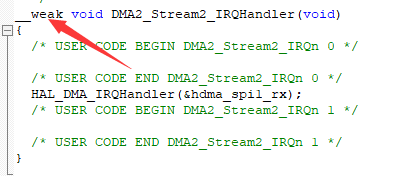 __weak void DMA2_Stream2_IRQHandler(void)
{
/* USER CODE BEGIN DMA2_Stream2_IRQn 0 */
/* USER CODE END DMA2_Stream2_IRQn 0 */
HAL_DMA_IRQHandler(&hdma_spi1_rx);
/* USER CODE BEGIN DMA2_Stream2_IRQn 1 */
/* USER CODE END DMA2_Stream2_IRQn 1 */
}